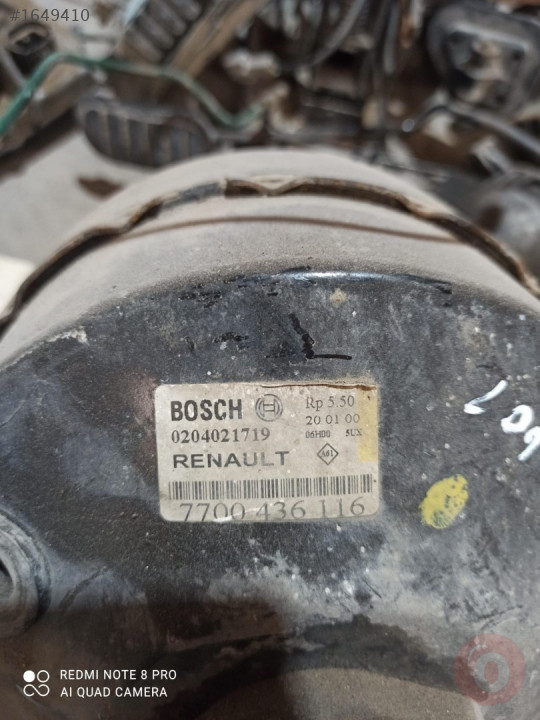 #1649410
BOSCH Rp 5.50
0204021719 20 01 00
06H00 5UX
RENAULT
7700 436 116
REDMI NOTE 8 PRO
AI QUAD CAMERA